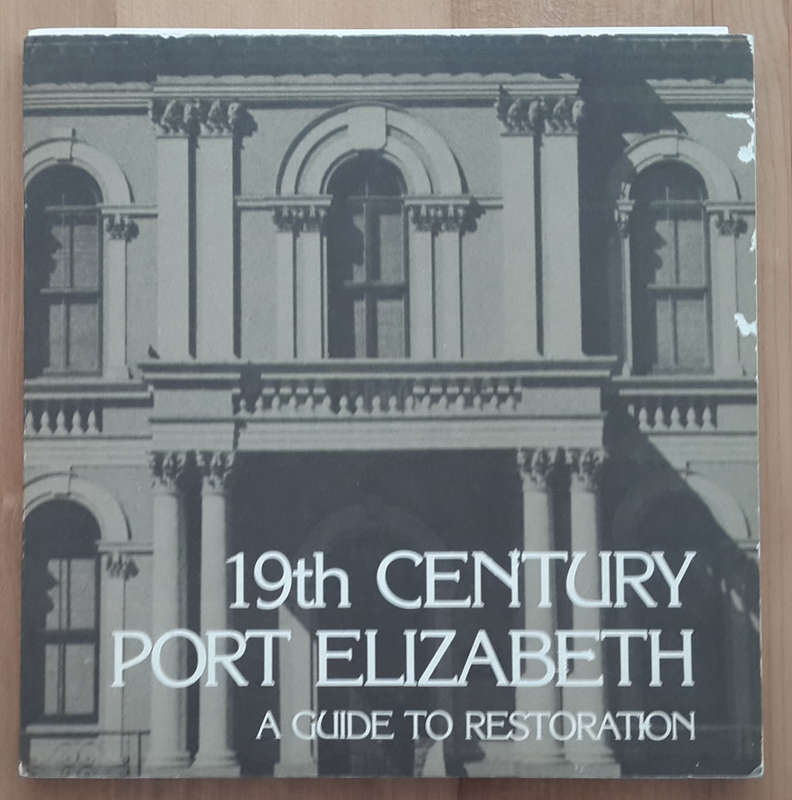 19th CENTURY
PORT ELIZABETH
A GUIDE TO RESTORATION